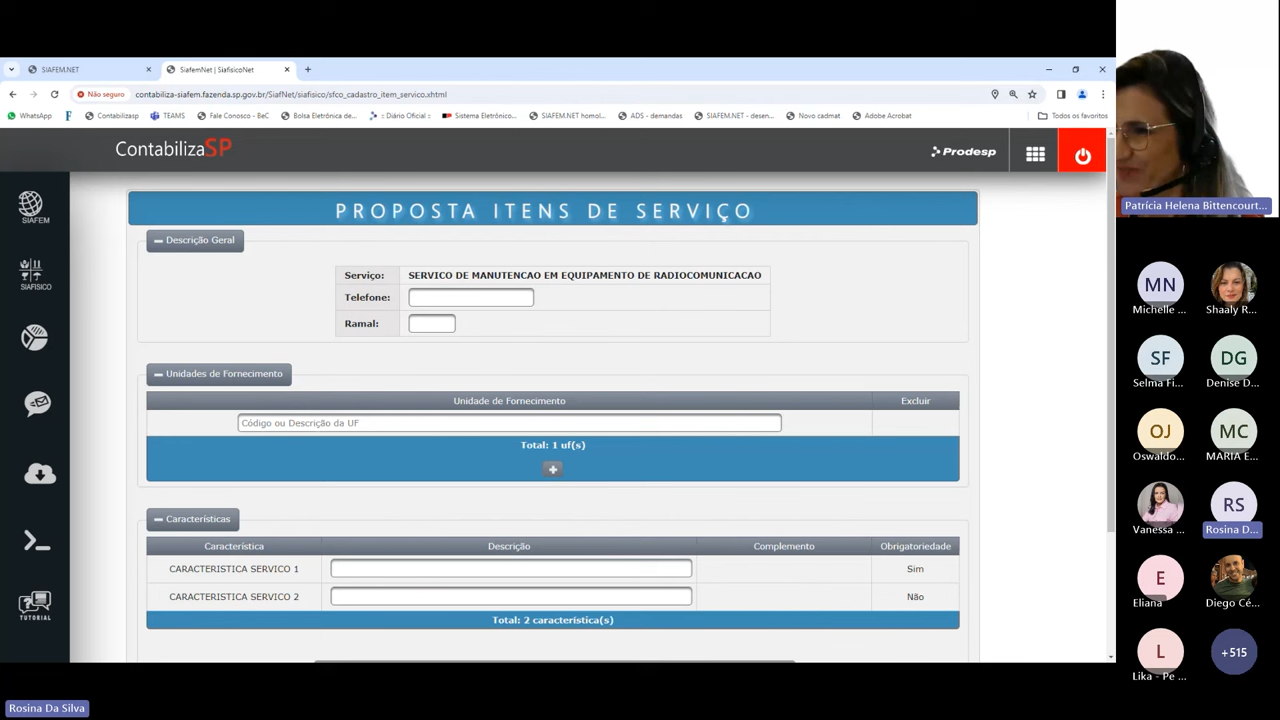 SIAFEM.NET
SiafemNet | SiafisicoNet
Não seguro
contabiliza-siafem.fazenda.sp.gov.br/SiafNet/siafisico/sfco_cadastro_item_servico.xhtml
WhatsApp
Contabilizasp
TEAMS
Fale Conosco - BeC
Bolsa Eletrônica de...
:: Diário Oficial ::
Sistema Eletrônic...
SIAFEM.NET homol...
ADS - demandas
SIAFEM.NET - desen...
Novo cadmat
Adobe Acrobat
Todos os favoritos
ContabilizaSP
Prodesp
SIAFEM
SIAFISICO
TUTORIAL
PROPOSTA ITENS DE SERVIÇO
Descrição Geral
Serviço: SERVICO DE MANUTENCAO EM EQUIPAMENTO DE RADIOCOMUNICACAO
Telefone:
Ramal:
Unidades de Fornecimento
Unidade de Fornecimento Excluir
Código ou Descrição da UF
Total: 1 uf(s)
Características
Característica Descrição Complemento Obrigatoriedade
CARACTERISTICA SERVICO 1 Sim
CARACTERISTICA SERVICO 2 Não
Total: 2 característica(s)
Patrícia Helena Bittencourt...
MN
Michelle ...
Shaaly R...
SF
Selma Fi...
DG
Denise D...
OJ
Oswaldo...
MC
MARIA E...
Vanessa ...
RS
Rosina D...
E
Eliana
Diego Cé...
L
Lika - Pe ...
+515
Rosina Da Silva